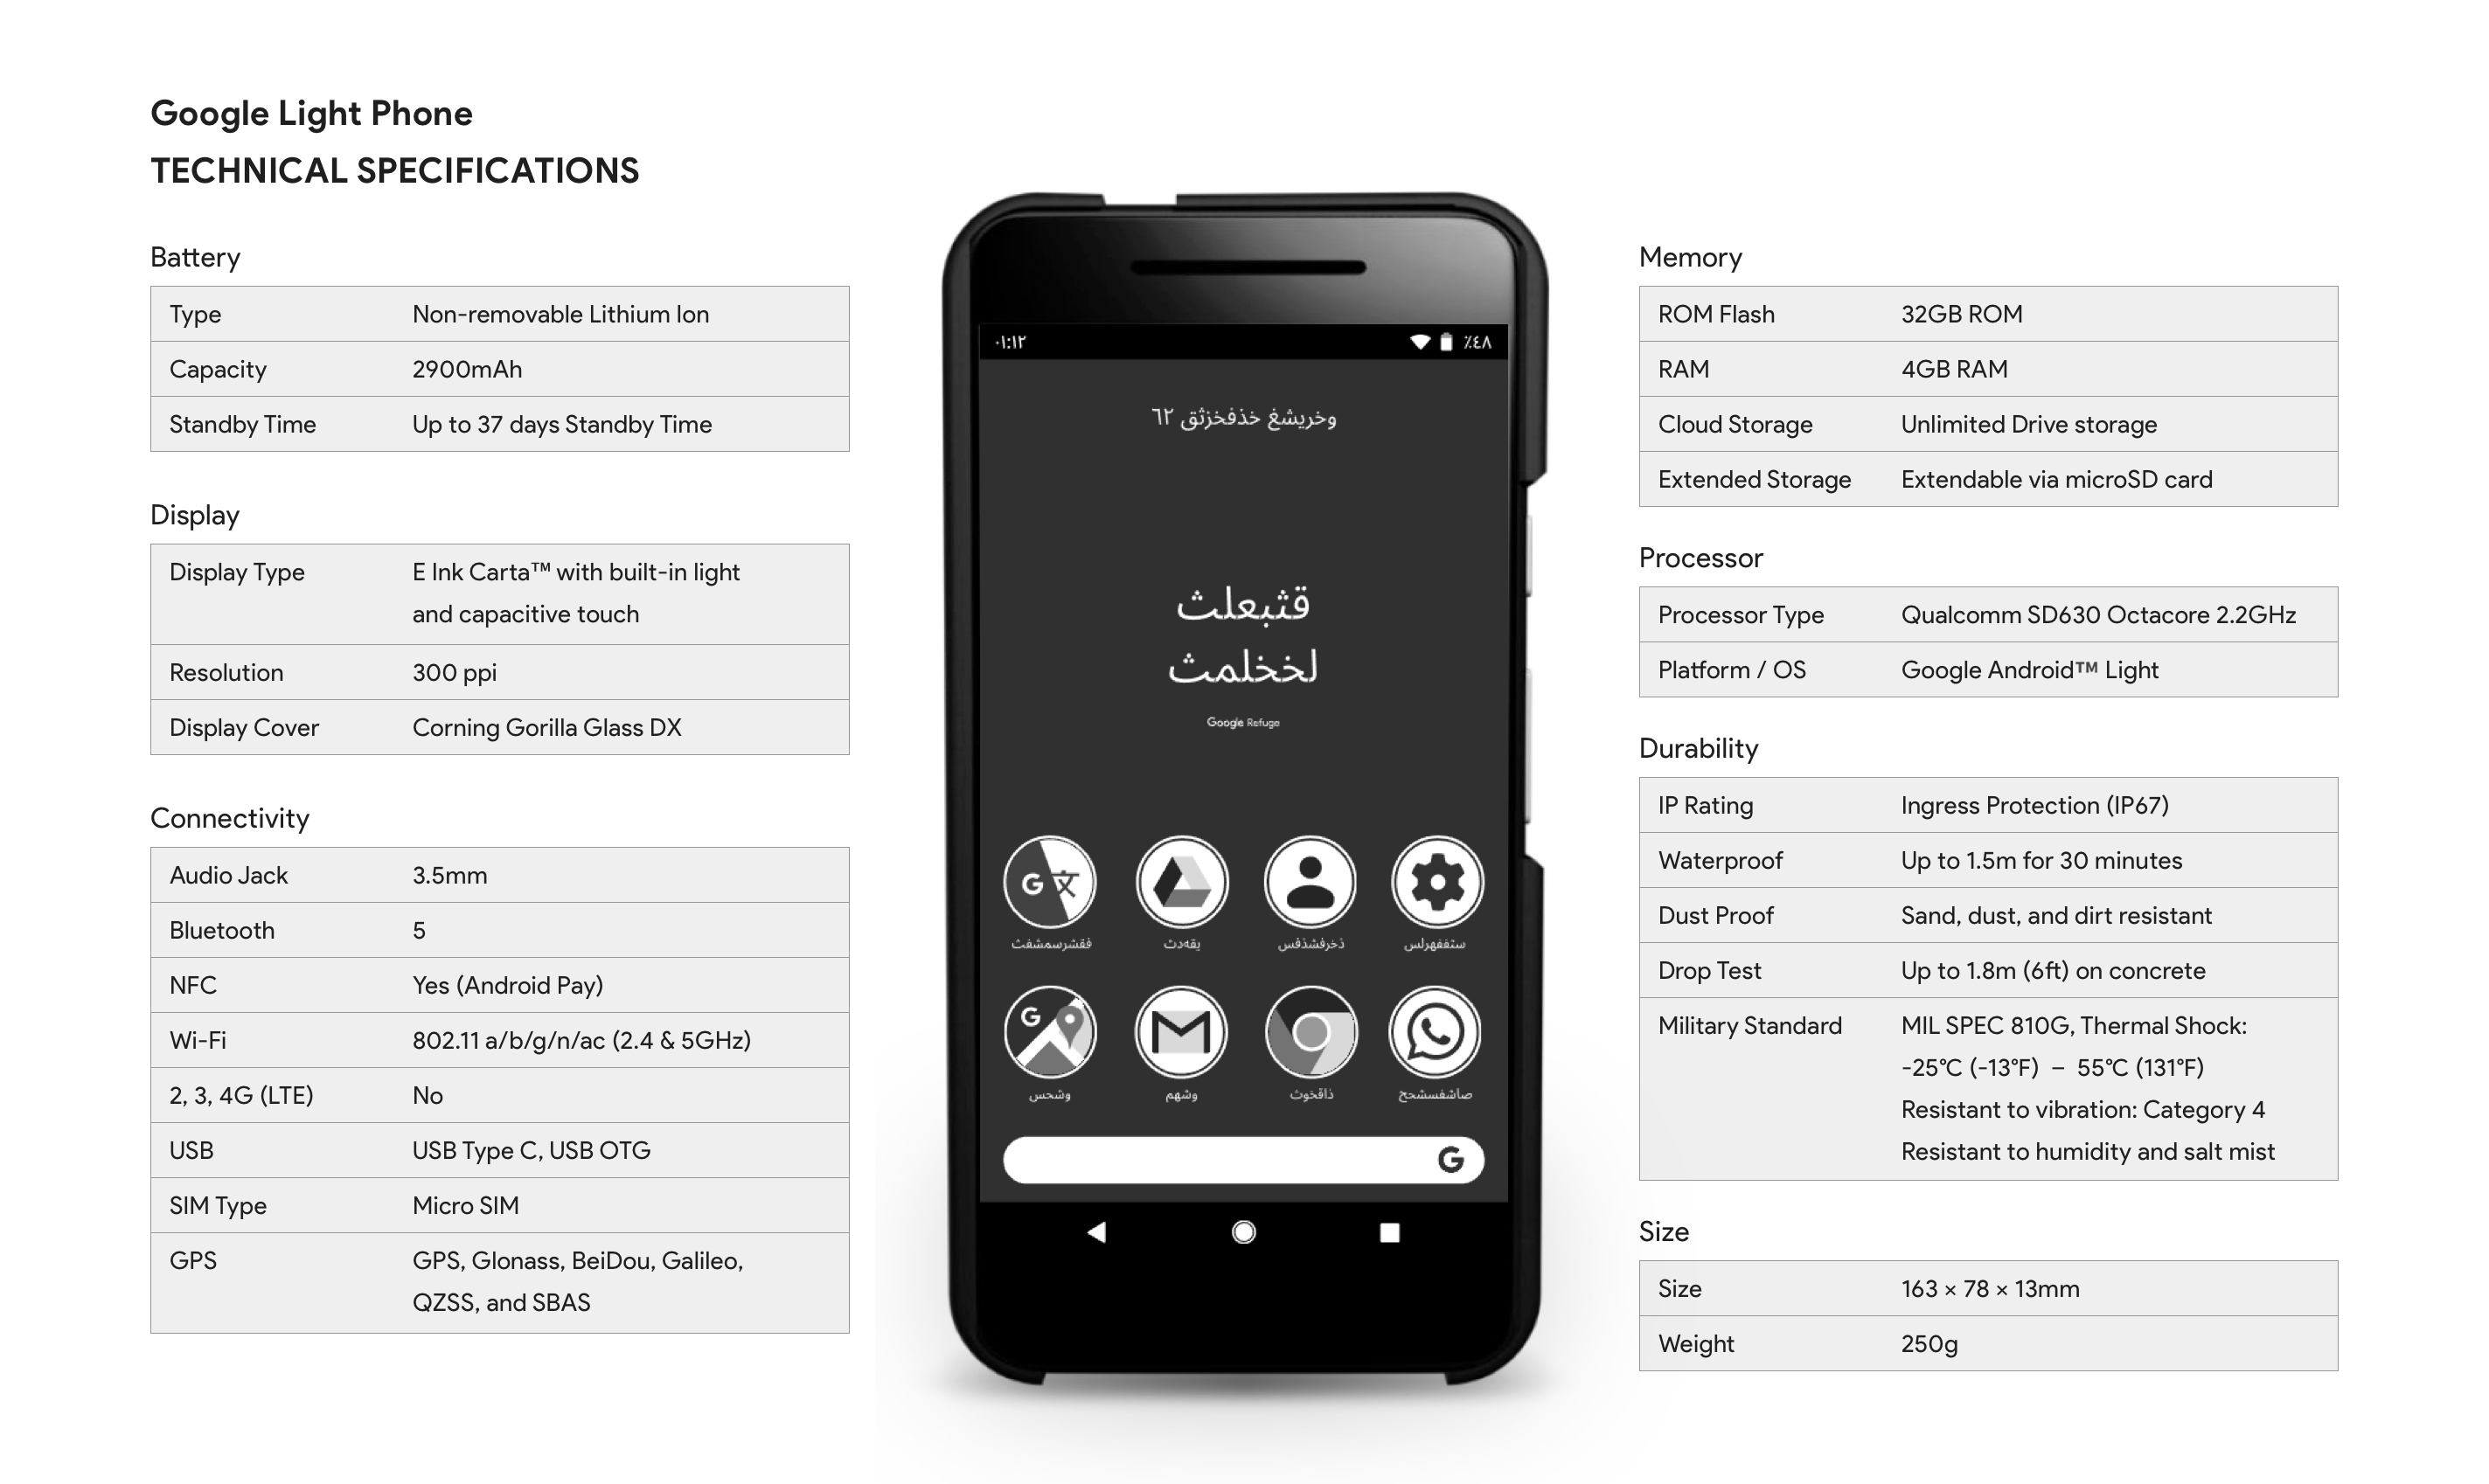 Google Light Phone
TECHNICAL SPECIFICATIONS
Battery
Type Non-removable Lithium Ion
Capacity 2900mAh
Standby Time Up to 37 days Standby Time
Display
Display Type E Ink Carta™ with built-in light
and capacitive touch
Resolution 300 ppi
Display Cover Corning Gorilla Glass DX
Connectivity
Audio Jack 3.5mm
Bluetooth 5
NFC Yes (Android Pay)
Wi-Fi 802.11 a/b/g/n/ac (2.4 & 5GHz)
2, 3, 4G (LTE) No
USB USB Type C, USB OTG
SIM Type Micro SIM
GPS GPS, Glonass, BeiDou, Galileo,
QZSS, and SBAS
٠١:١٢ ٪٤٨
وخريشغ خذفخزثق ٦٢
قثبعلث
لخخلمث
Google Refuge
G 文
فقشرسمشفث يقهدث ذخرفشذفس سثففهرلس
G
وشحس وشهم ذاقخوث صاشفسشحح
G
Memory
ROM Flash 32GB ROM
RAM 4GB RAM
Cloud Storage Unlimited Drive storage
Extended Storage Extendable via microSD card
Processor
Processor Type Qualcomm SD630 Octacore 2.2GHz
Platform / OS Google Android™ Light
Durability
IP Rating Ingress Protection (IP67)
Waterproof Up to 1.5m for 30 minutes
Dust Proof Sand, dust, and dirt resistant
Drop Test Up to 1.8m (6ft) on concrete
Military Standard MIL SPEC 810G, Thermal Shock:
-25°C (-13°F) – 55°C (131°F)
Resistant to vibration: Category 4
Resistant to humidity and salt mist
Size
Size 163 × 78 × 13mm
Weight 250g